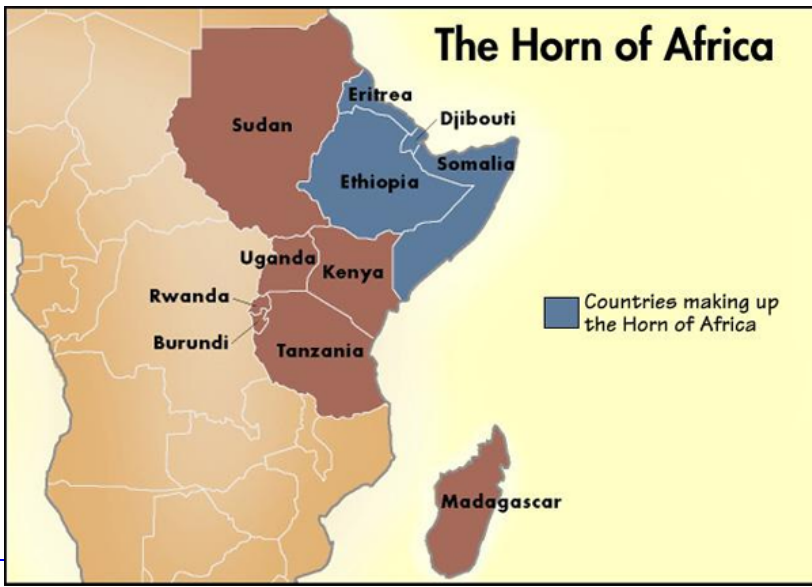 The Horn of Africa
Eritrea
Djibouti
Sudan
Somalia
Ethiopia
Uganda
Kenya
Rwanda
Burundi
Tanzania
Countries making up
the Horn of Africa
Madagascar